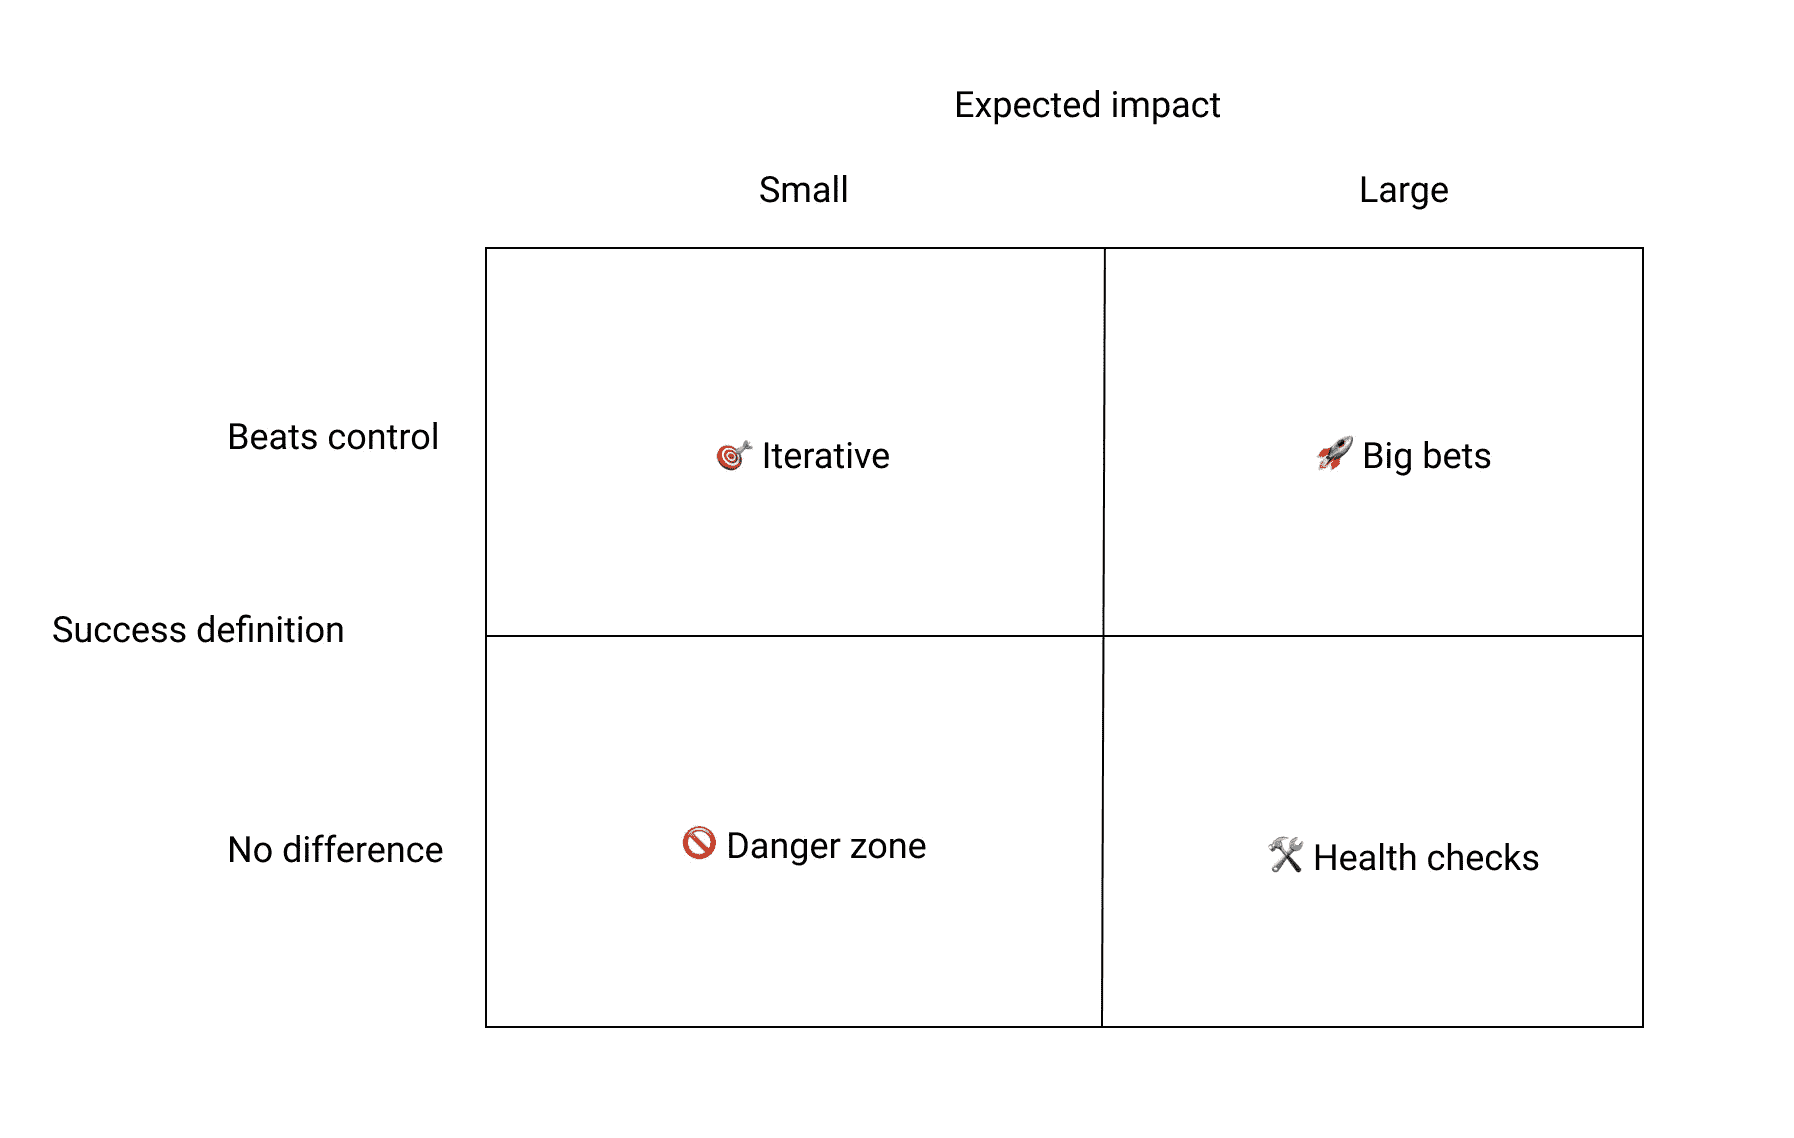 Expected impact
Small Large
Beats control
🎯 Iterative 🚀 Big bets
Success definition
No difference
🚫 Danger zone 🛠 Health checks